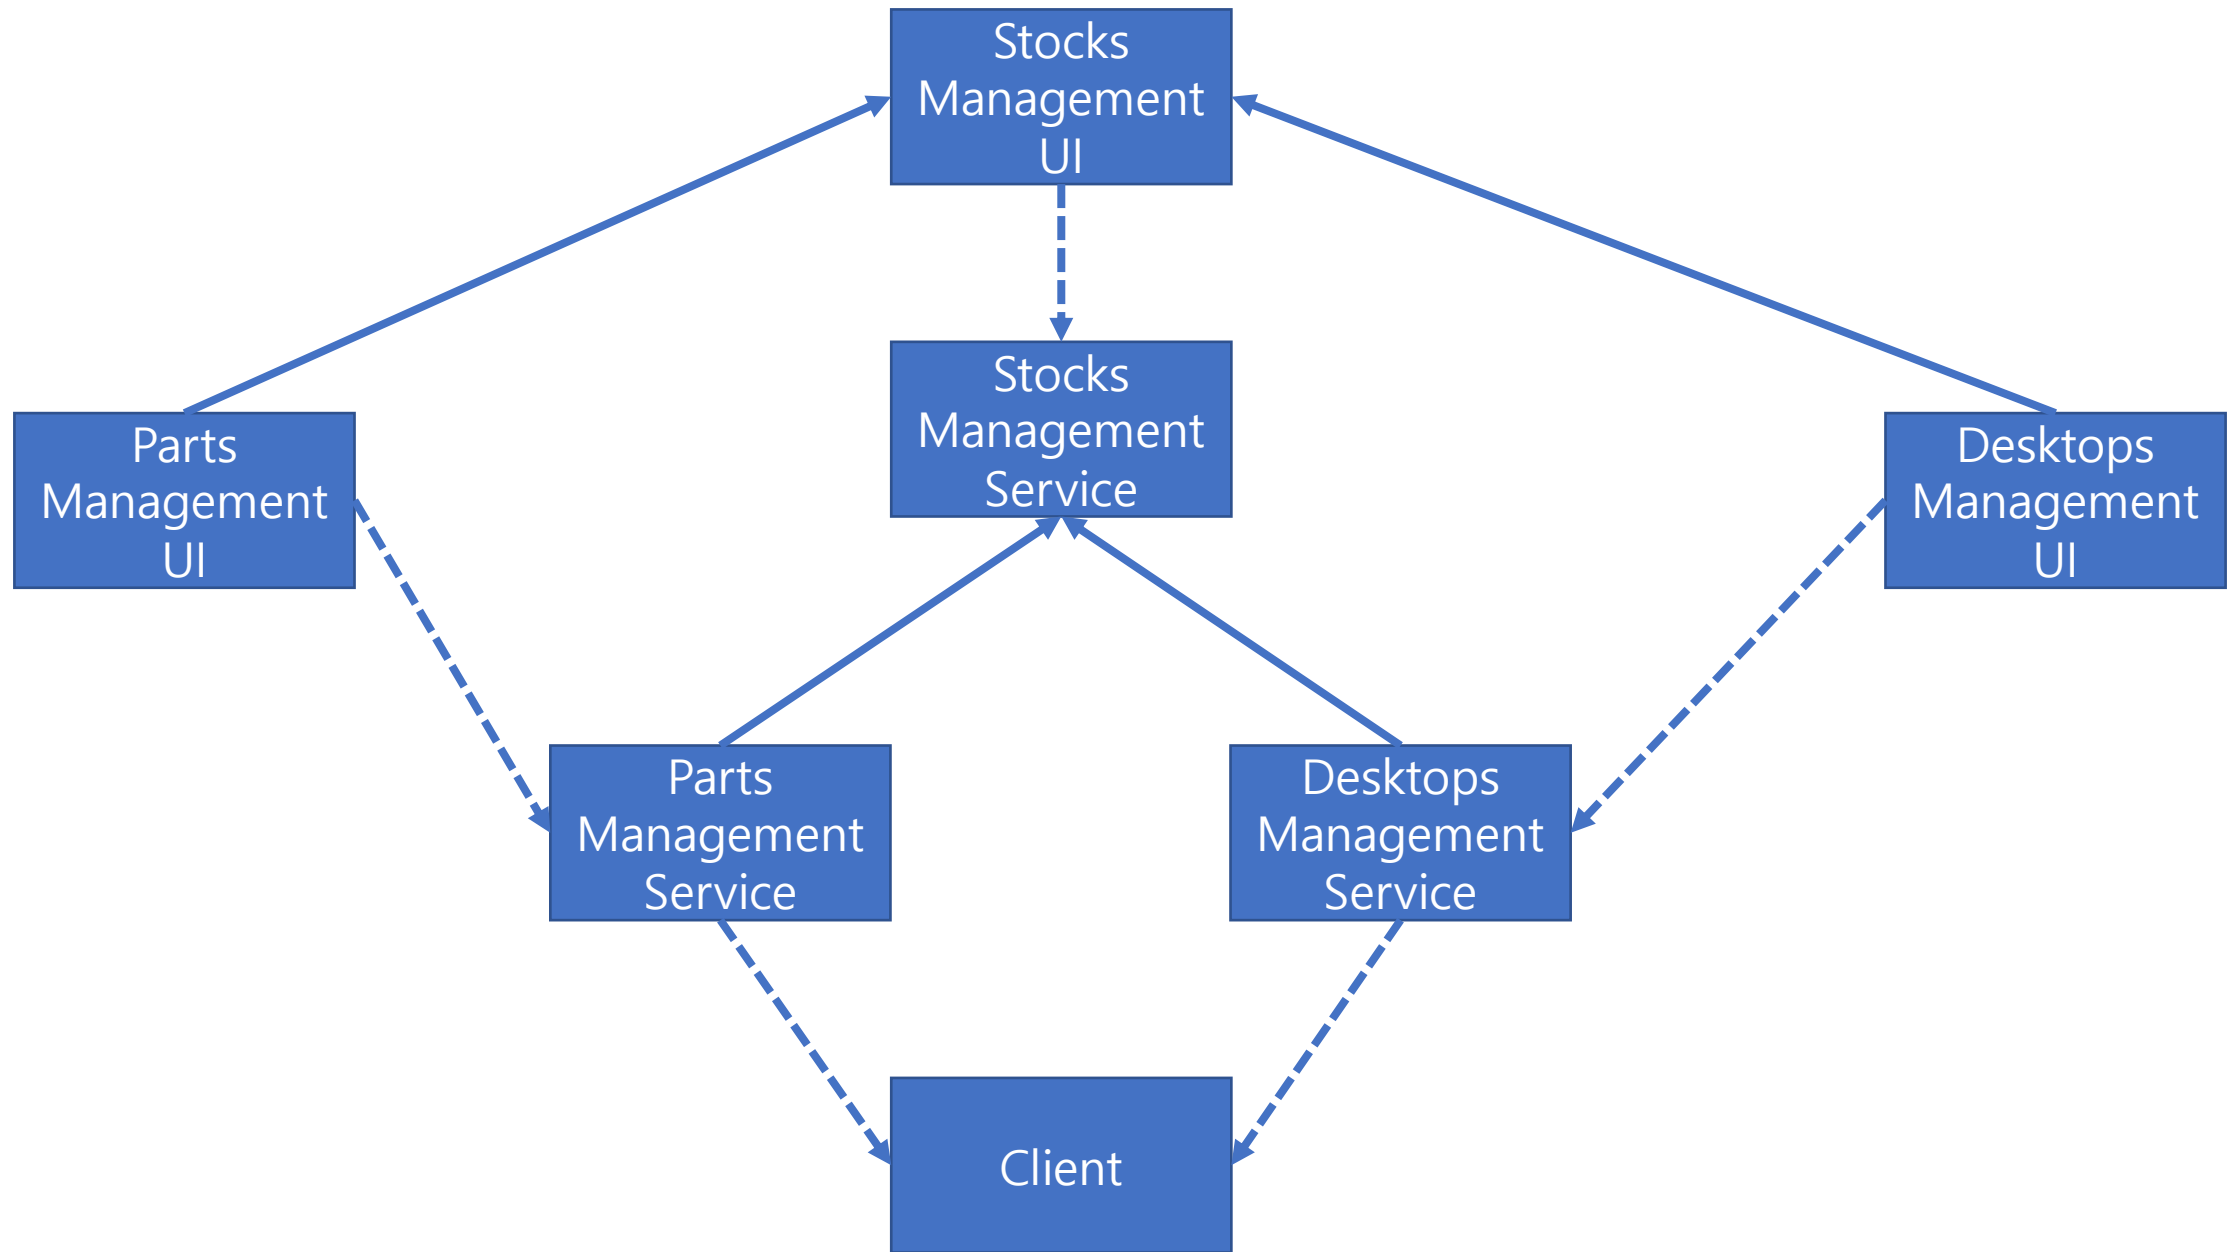 Stocks
Management
UI
Stocks
Management
Service
Parts
Management
UI
Desktops
Management
UI
Parts
Management
Service
Desktops
Management
Service
Client